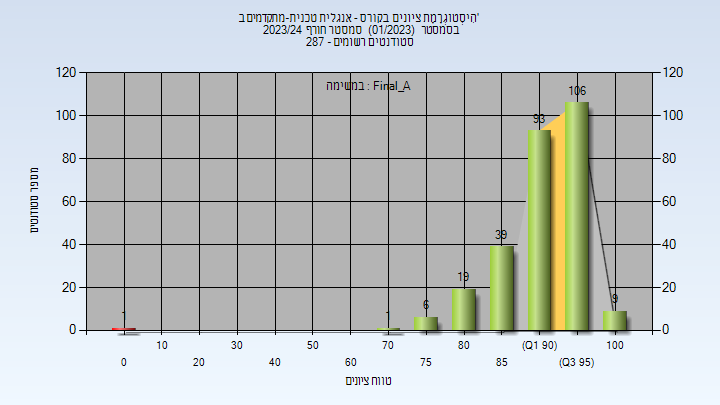 הִיסְטוֹגְרָמַת ציונים בקורס - אנגלית טכנית-מתקדמים ב'
בסמסטר (01/2023) סמסטר חורף 2023/24
סטודנטים רשומים - 287
במשימה : Final_A
מספר סטודנטים
120 120
100 100
80 80
60 60
40 40
20 20
0 0
1 1 6 19 39 93 106 9
10 30 50 70 80 (Q1 90) 100
0 20 40 60 75 85 (Q3 95)
טווח ציונים